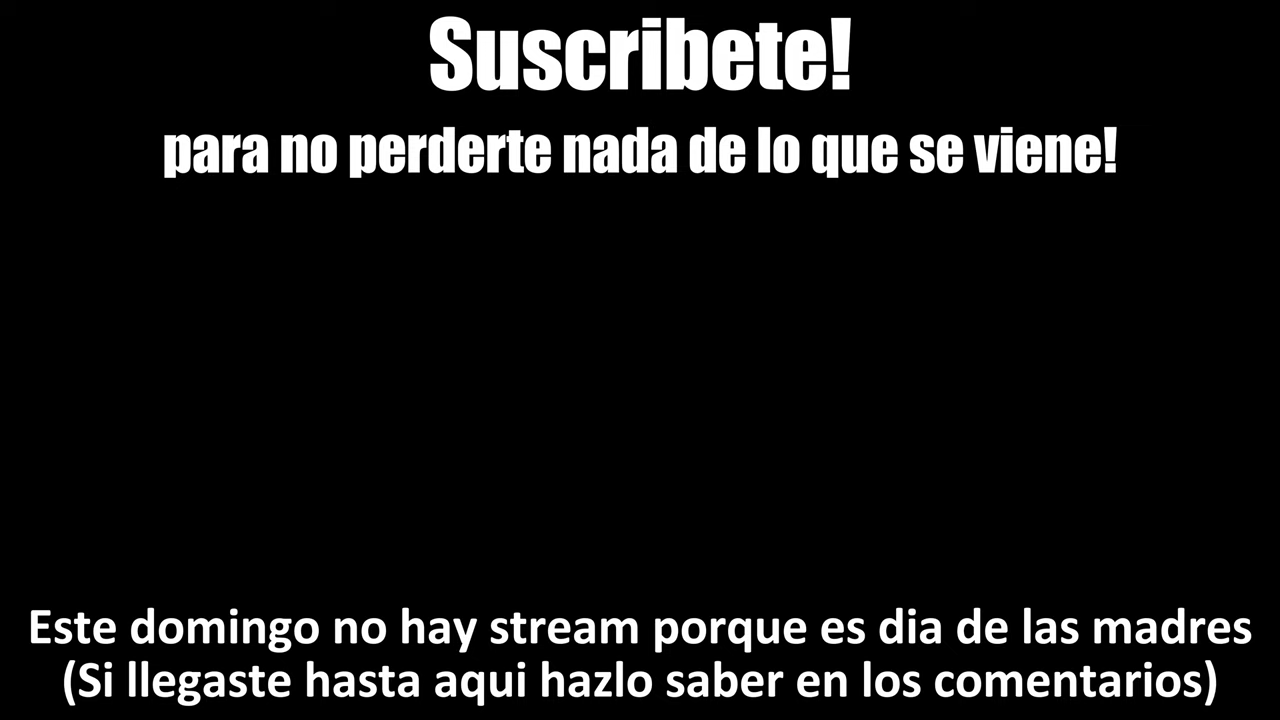 Suscribete!
para no perderte nada de lo que se viene!
Este domingo no hay stream porque es dia de las madres
(Si llegaste hasta aqui hazlo saber en los comentarios)